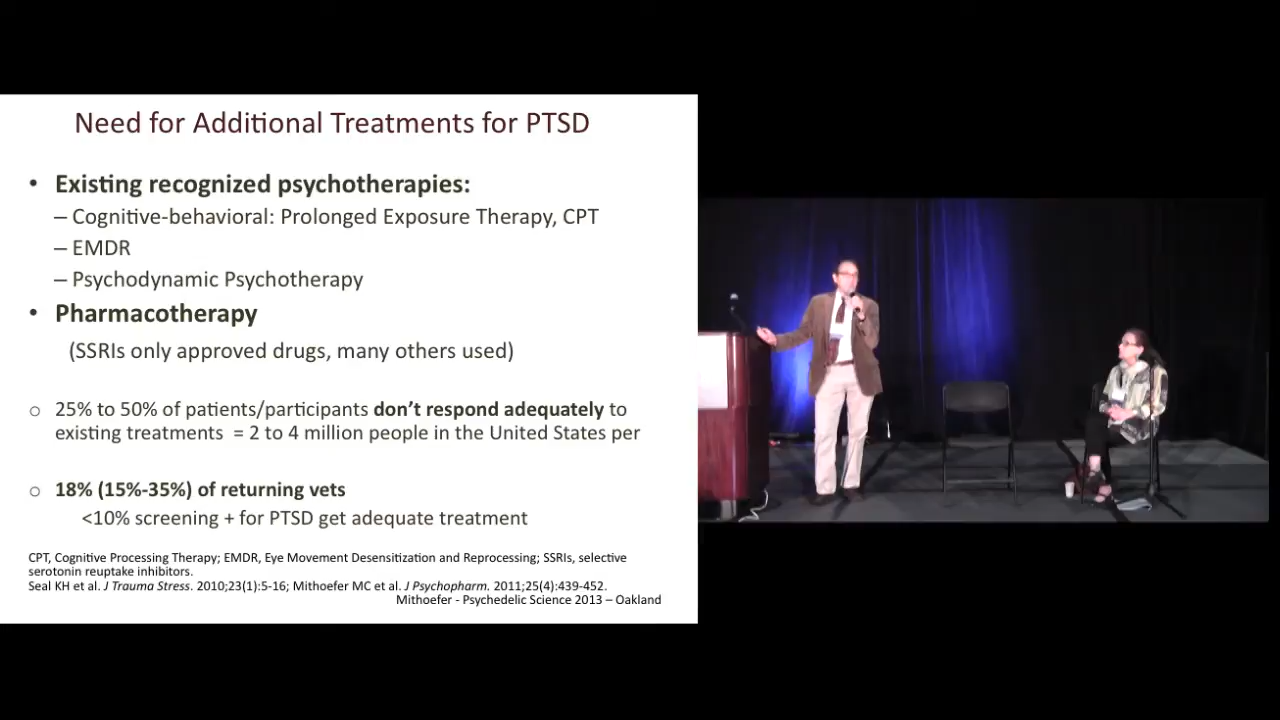 Need for Additional Treatments for PTSD
• Existing recognized psychotherapies:
– Cognitive-behavioral: Prolonged Exposure Therapy, CPT
– EMDR
– Psychodynamic Psychotherapy
• Pharmacotherapy
(SSRIs only approved drugs, many others used)
○ 25% to 50% of patients/participants don't respond adequately to
existing treatments = 2 to 4 million people in the United States per
○ 18% (15%-35%) of returning vets
<10% screening + for PTSD get adequate treatment
CPT, Cognitive Processing Therapy; EMDR, Eye Movement Desensitization and Reprocessing; SSRIs, selective
serotonin reuptake inhibitors.
Seal KH et al. J Trauma Stress. 2010;23(1):5-16; Mithoefer MC et al. J Psychopharm. 2011;25(4):439-452.
Mithoefer - Psychedelic Science 2013 – Oakland